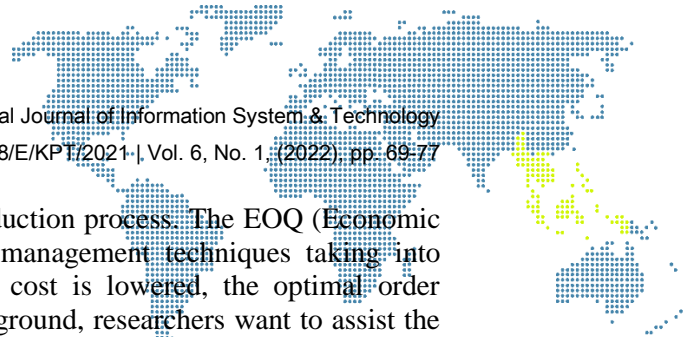 al Journal of Information System & Technology
8/E/KPT/2021 | Vol. 6, No. 1, (2022), pp. 69-77
duction process. The EOQ (Economic
management techniques taking into
cost is lowered, the optimal order
ground, researchers want to assist the